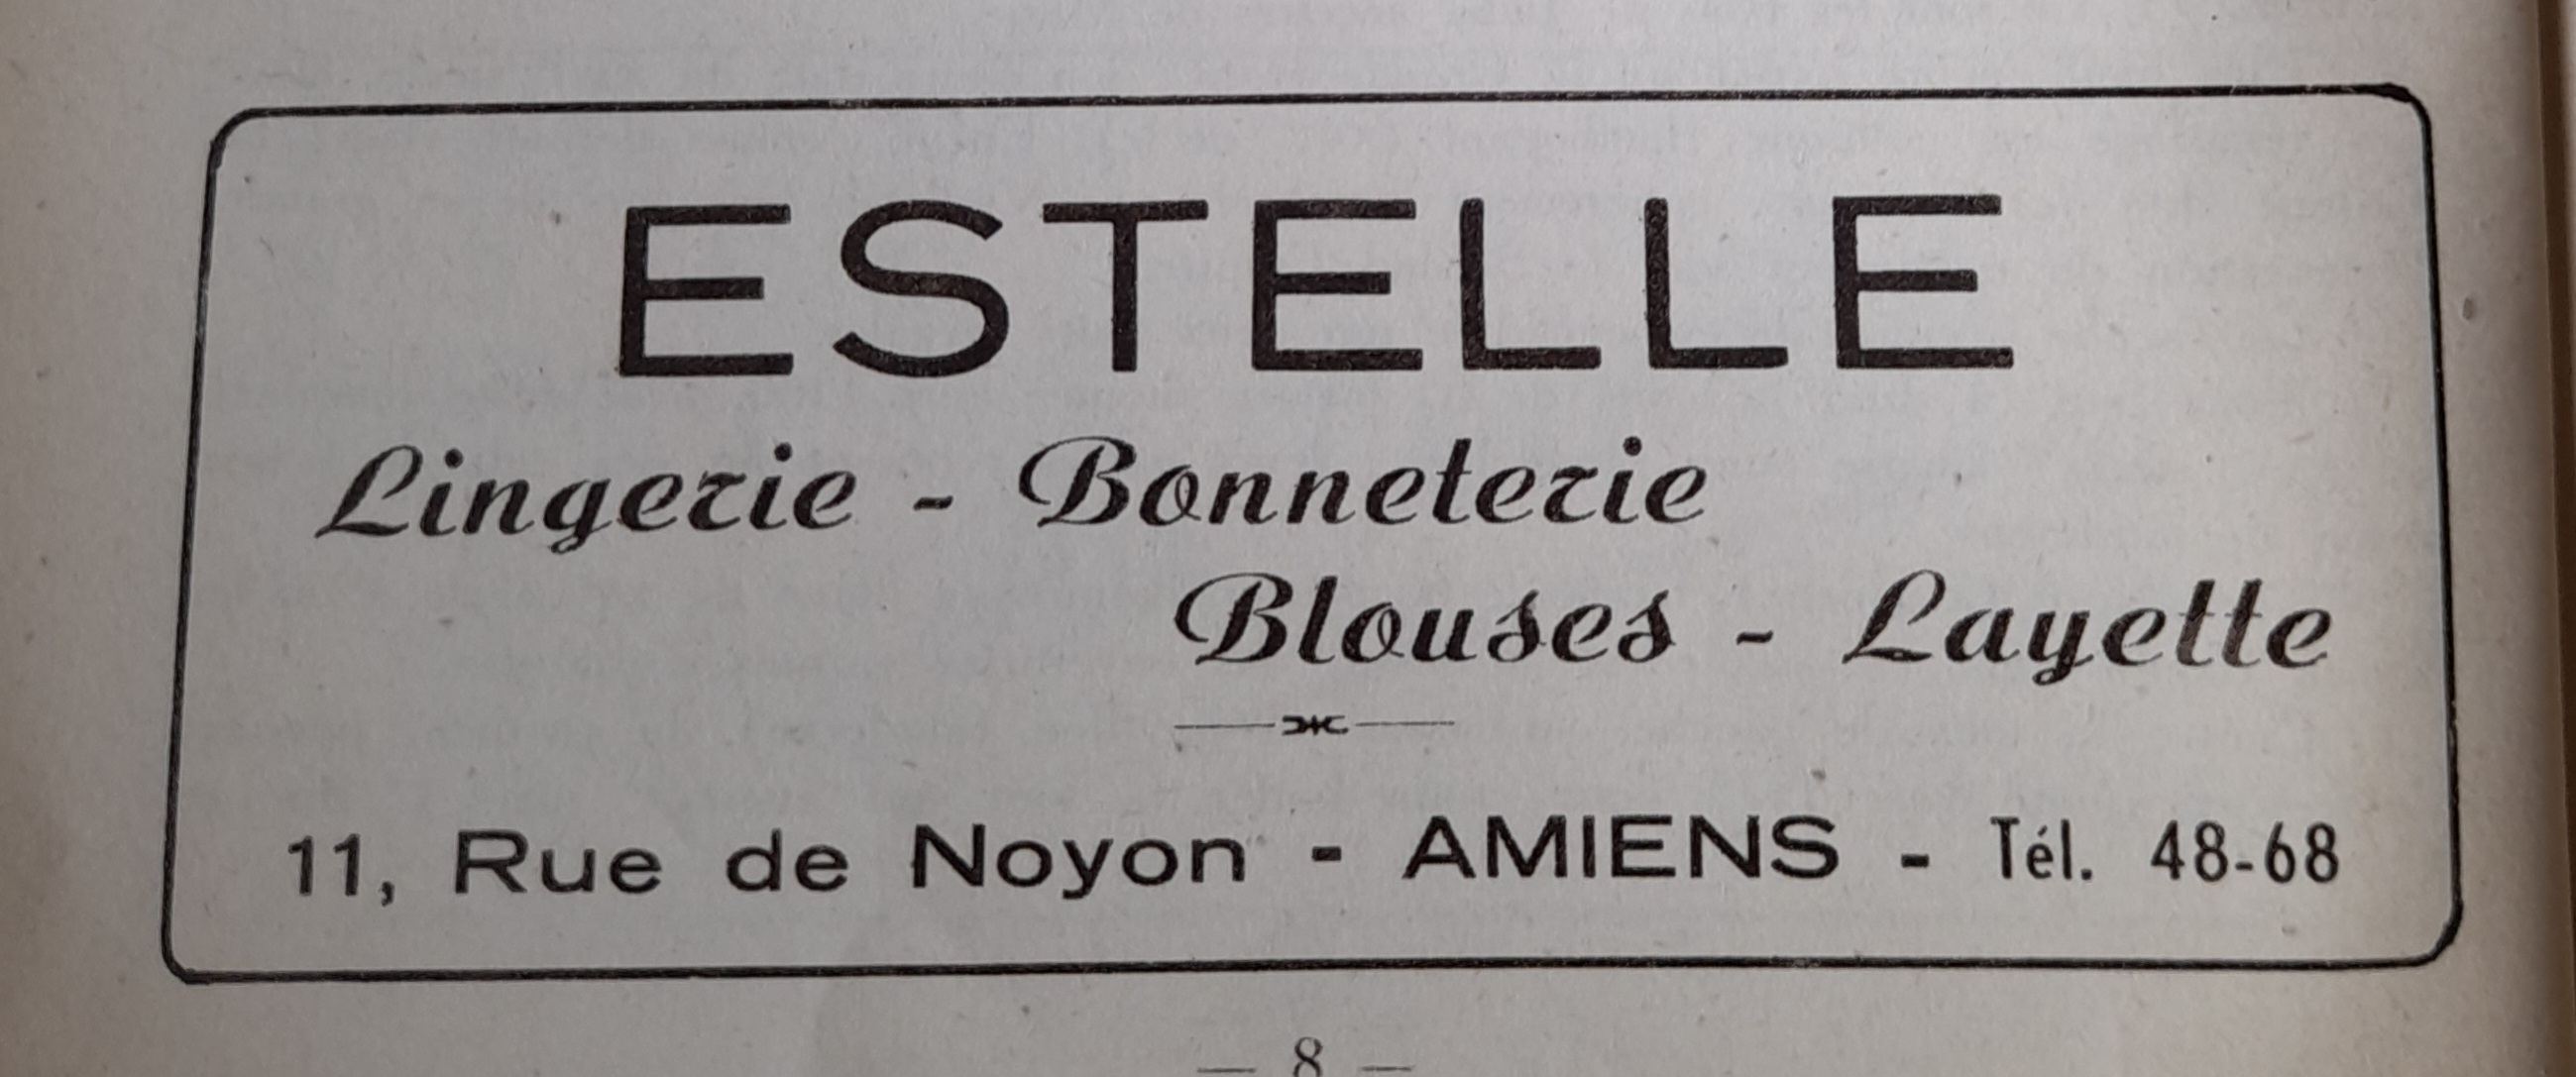 ESTELLE
Lingerie - Bonneterie
Blouses - Layette
11, Rue de Noyon - AMIENS - Tél. 48-68
— 8 —